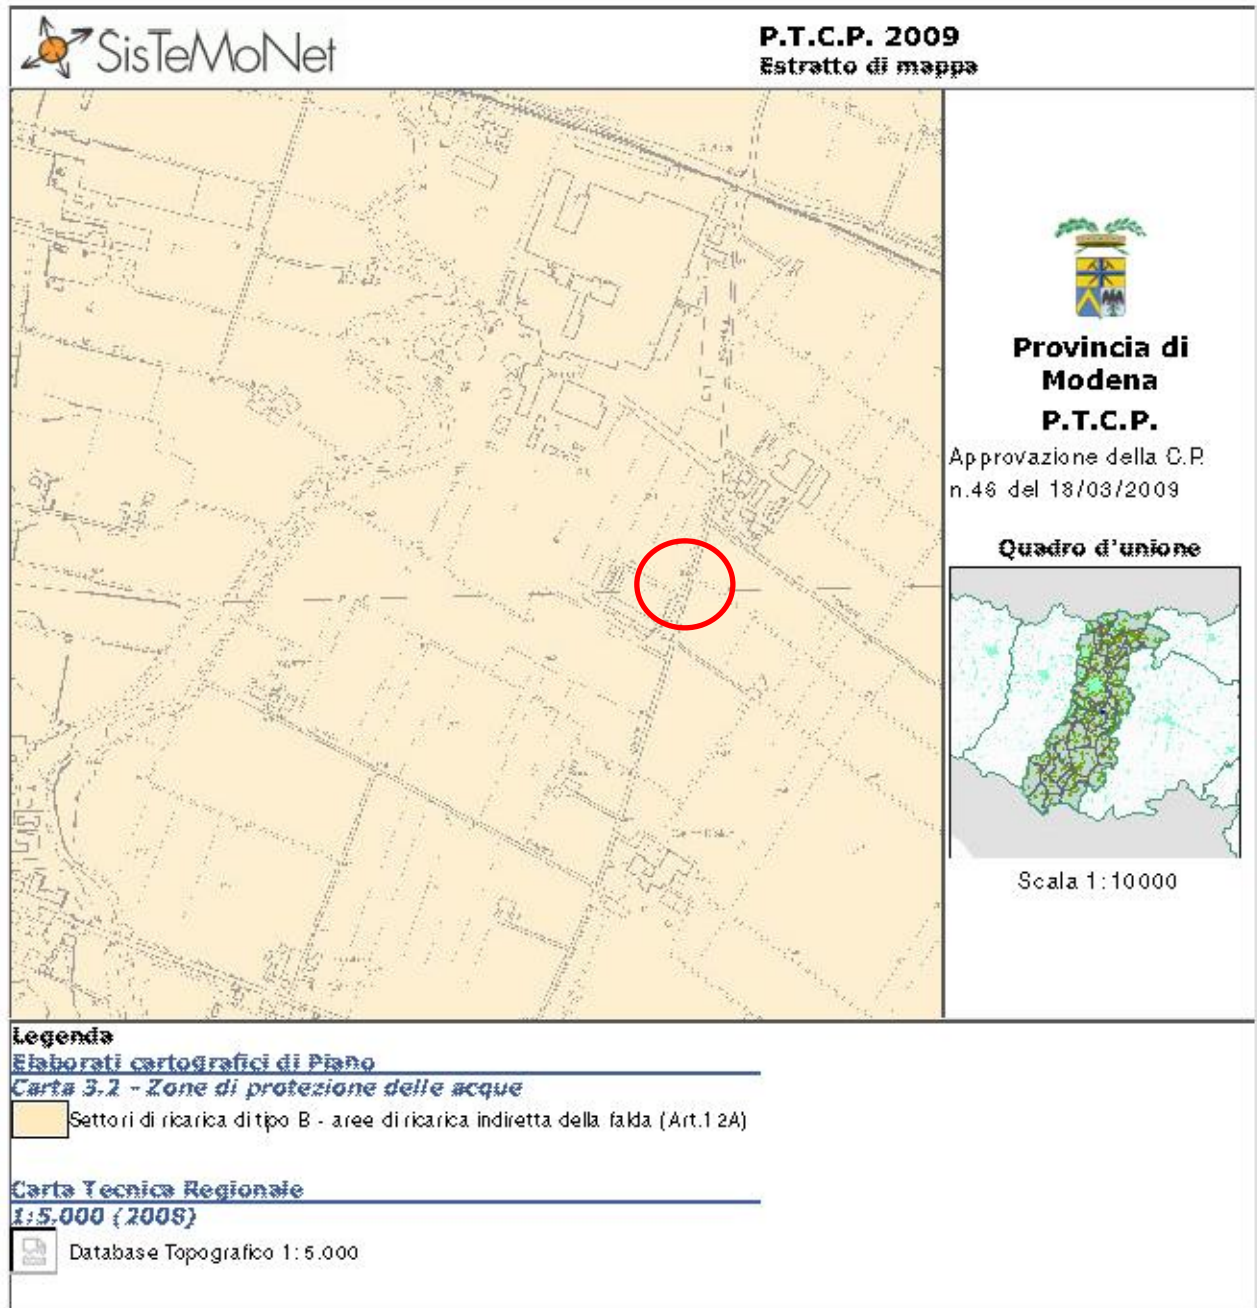 SisTeMoNet
P.T.C.P. 2009
Estratto di mappa
Provincia di
Modena
P.T.C.P.
Approvazione della C.P.
n.46 del 18/03/2009
Quadro d'unione
Scala 1:10000
Legenda
Elaborati cartografici di Piano
Carta 3.2 - Zone di protezione delle acque
Settori di ricarica di tipo B - aree di ricarica indiretta della falda (Art.12A)
Carta Tecnica Regionale
1:5.000 (2008)
Database Topografico 1:5.000